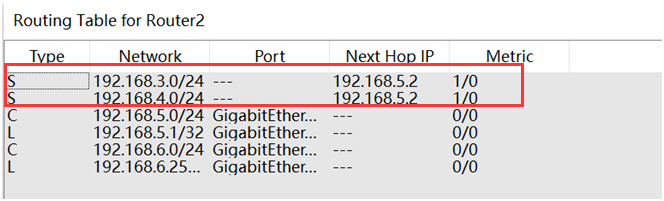 Routing Table for Router2
Type Network Port Next Hop IP Metric
S 192.168.3.0/24 --- 192.168.5.2 1/0
S 192.168.4.0/24 --- 192.168.5.2 1/0
C 192.168.5.0/24 GigabitEther... --- 0/0
L 192.168.5.1/32 GigabitEther... --- 0/0
C 192.168.6.0/24 GigabitEther... --- 0/0
L 192.168.6.25... GigabitEther... --- 0/0